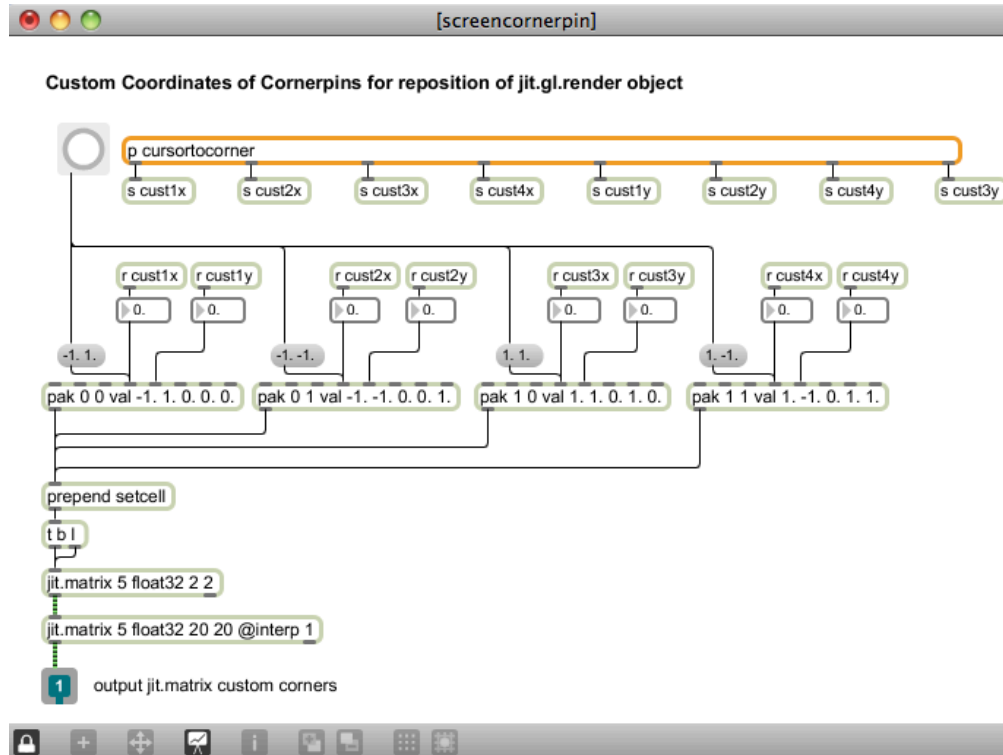 [screencornerpin]
Custom Coordinates of Cornerpins for reposition of jit.gl.render object
p cursortocorner
s cust1x s cust2x s cust3x s cust4x s cust1y s cust2y s cust4y s cust3y
r cust1x r cust1y r cust2x r cust2y r cust3x r cust3y r cust4x r cust4y
0. 0. 0. 0. 0. 0. 0. 0.
-1. 1. -1. -1. 1. 1. 1. -1.
pak 0 0 val -1. 1. 0. 0. 0. pak 0 1 val -1. -1. 0. 0. 1. pak 1 0 val 1. 1. 0. 1. 0. pak 1 1 val 1. -1. 0. 1. 1.
prepend setcell
t b l
jit.matrix 5 float32 2 2
jit.matrix 5 float32 20 20 @interp 1
1 output jit.matrix custom corners